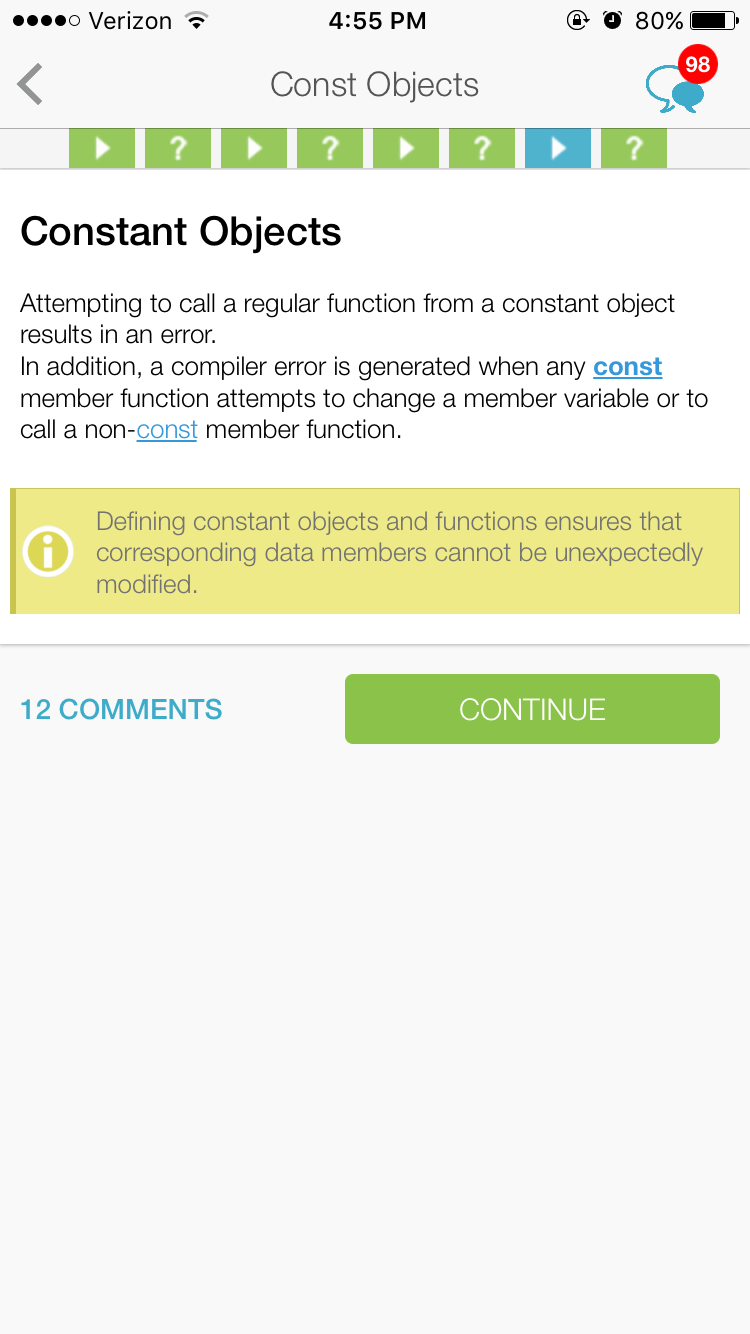 Verizon 4:55 PM 80%
Const Objects 98
? ? ? ?
Constant Objects
Attempting to call a regular function from a constant object
results in an error.
In addition, a compiler error is generated when any const
member function attempts to change a member variable or to
call a non-const member function.
Defining constant objects and functions ensures that
corresponding data members cannot be unexpectedly
modified.
12 COMMENTS CONTINUE